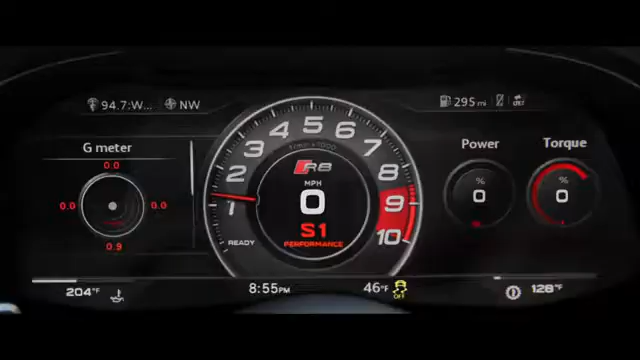 94.7:W... NW
295 mi
G meter
0.0
0.0 0.0
0.9
1 2 3 4 5 6 7 8 9 10
READY
R8
MPH
0
S1
PERFORMANCE
Power
%
0
Torque
%
0
204°F
8:55PM
46°F
OFF
128°F